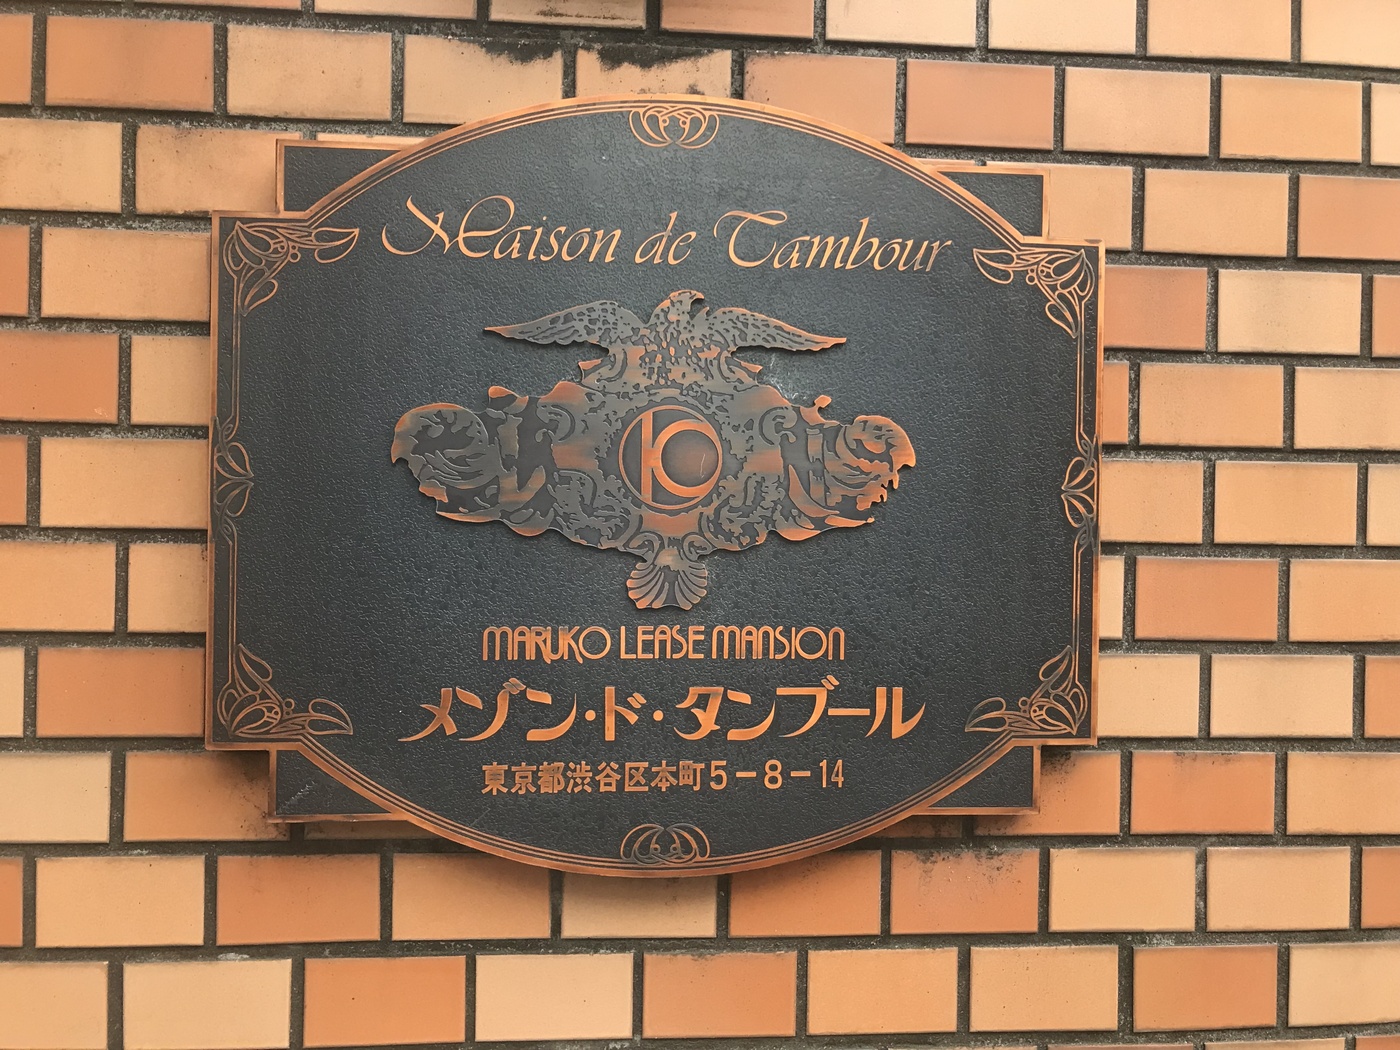 Maison de Tambour
MARUKO LEASE MANSION
メゾン・ド・タンブール
東京都渋谷区本町5-8-14